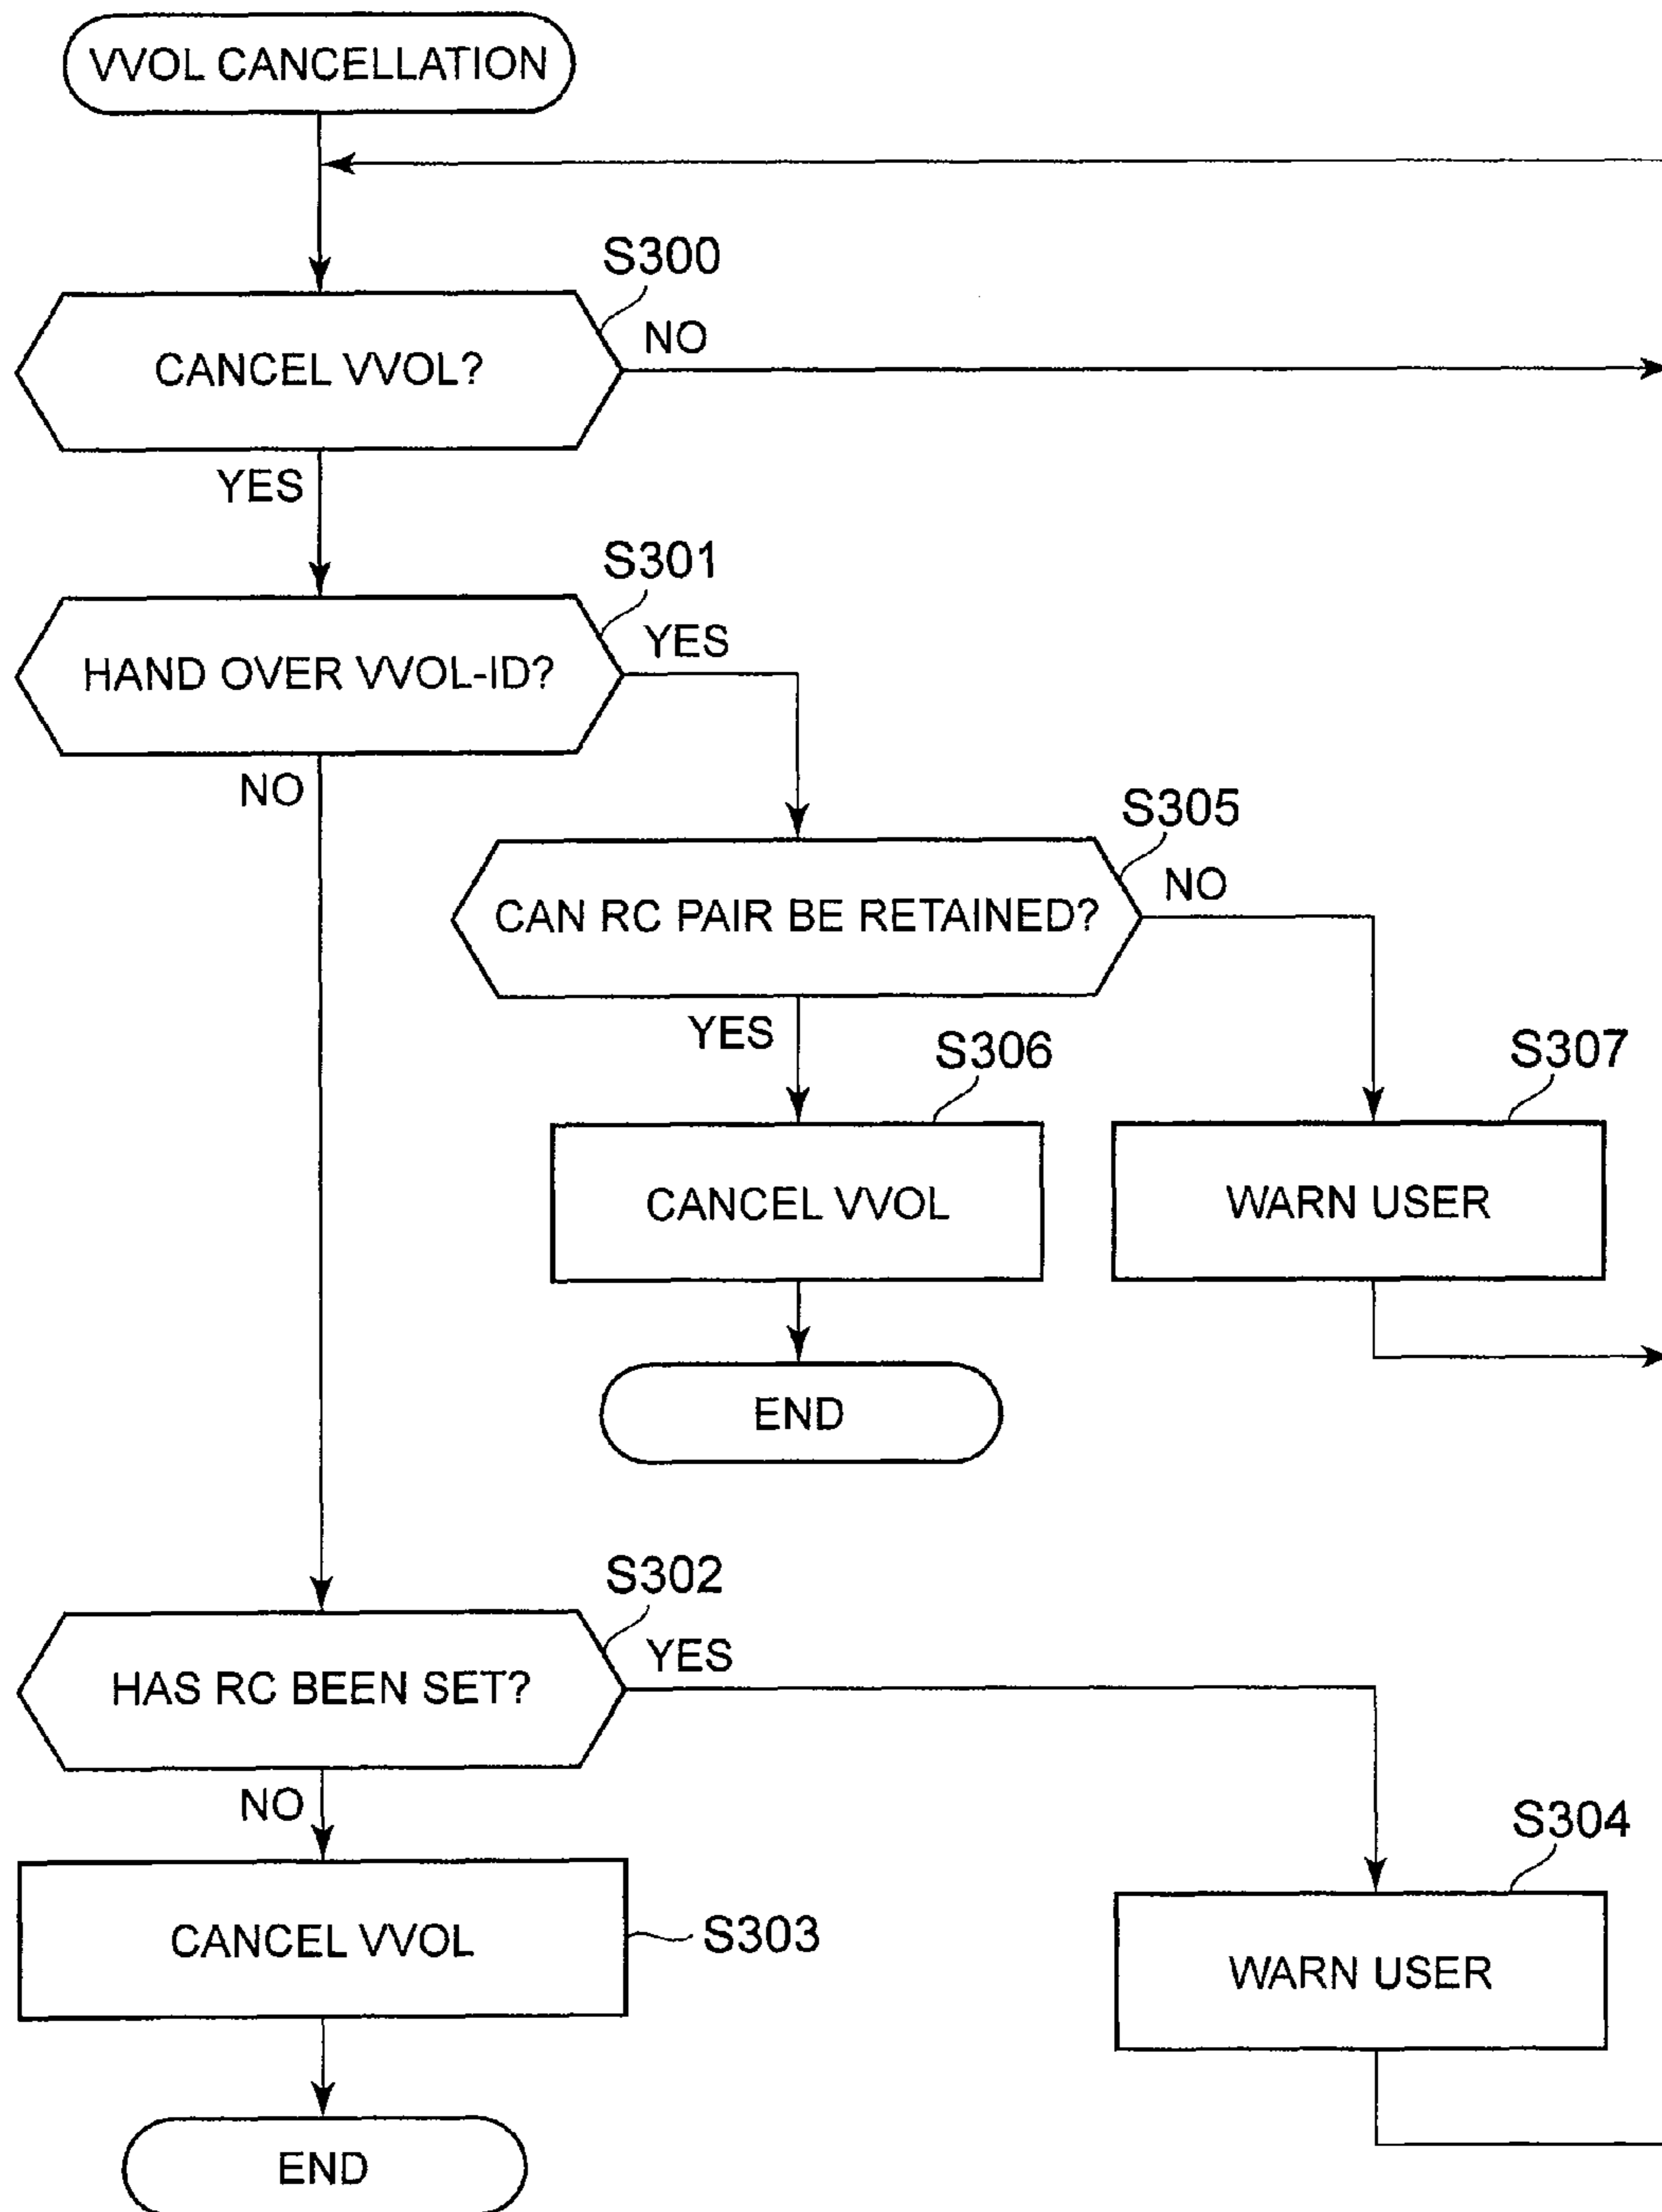 VVOL CANCELLATION
S300
CANCEL VVOL?
NO
YES
S301
HAND OVER VVOL-ID?
YES
NO
S305
CAN RC PAIR BE RETAINED?
NO
YES
S306
CANCEL VVOL
S307
WARN USER
END
S302
HAS RC BEEN SET?
YES
NO
CANCEL VVOL
S303
S304
WARN USER
END